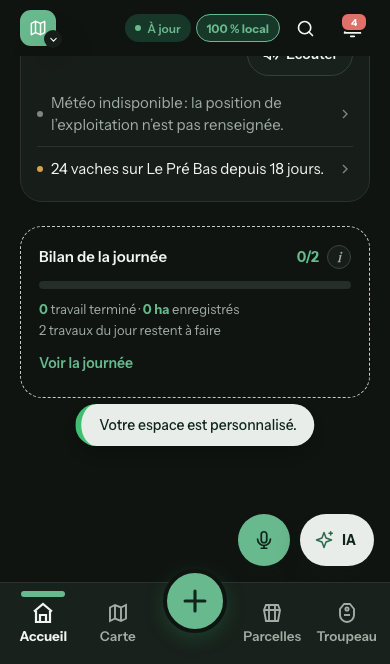 À jour
100 % local
4
Écouter
Météo indisponible : la position de
l'exploitation n'est pas renseignée.
24 vaches sur Le Pré Bas depuis 18 jours.
Bilan de la journée
0/2
i
0 travail terminé · 0 ha enregistrés
2 travaux du jour restent à faire
Voir la journée
Votre espace est personnalisé.
IA
Accueil
Carte
Parcelles
Troupeau